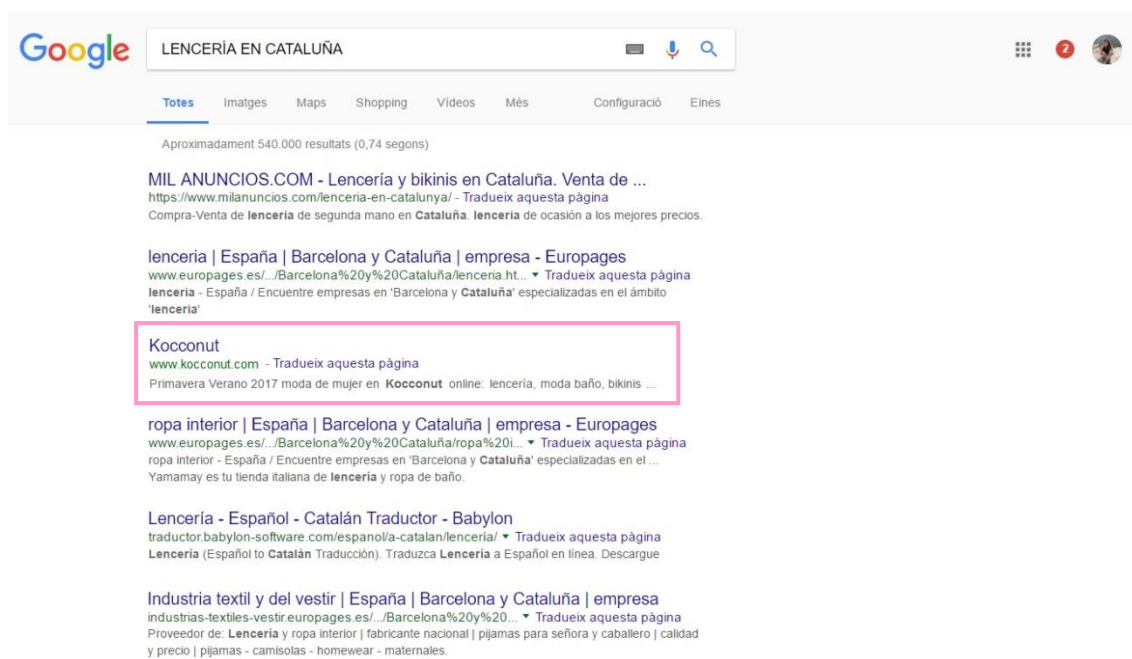 Google
LENCERÍA EN CATALUÑA
2
Totes Imatges Maps Shopping Vídeos Més Configuració Eines
Aproximadament 540.000 resultats (0,74 segons)
MIL ANUNCIOS.COM - Lencería y bikinis en Cataluña. Venta de ...
https://www.milanuncios.com/lenceria-en-catalunya/ - Tradueix aquesta pàgina
Compra-Venta de lenceria de segunda mano en Cataluña. lenceria de ocasión a los mejores precios.
lenceria | España | Barcelona y Cataluña | empresa - Europages
www.europages.es/.../Barcelona%20y%20Cataluña/lenceria.ht... ▼ Tradueix aquesta pàgina
lenceria - España / Encuentre empresas en 'Barcelona y Cataluña' especializadas en el ámbito
'lenceria'
Kocconut
www.kocconut.com - Tradueix aquesta pàgina
Primavera Verano 2017 moda de mujer en Kocconut online: lencería, moda baño, bikinis ...
ropa interior | España | Barcelona y Cataluña | empresa - Europages
www.europages.es/.../Barcelona%20y%20Cataluña/ropa%20i... ▼ Tradueix aquesta pàgina
ropa interior - España / Encuentre empresas en 'Barcelona y Cataluña' especializadas en el ...
Yamamay es tu tienda italiana de lencería y ropa de baño.
Lencería - Español - Catalán Traductor - Babylon
traductor.babylon-software.com/espanol/a-catalan/lencería/ ▼ Tradueix aquesta pàgina
Lencería (Español to Catalán Traducción). Traduzca Lencería a Español en línea. Descargue
Industria textil y del vestir | España | Barcelona y Cataluña | empresa
industrias-textiles-vestir.europages.es/.../Barcelona%20y%20... ▼ Tradueix aquesta pàgina
Proveedor de: Lencería y ropa interior | fabricante nacional | pijamas para señora y caballero | calidad
y precio | pijamas - camisolas - homewear - maternales.